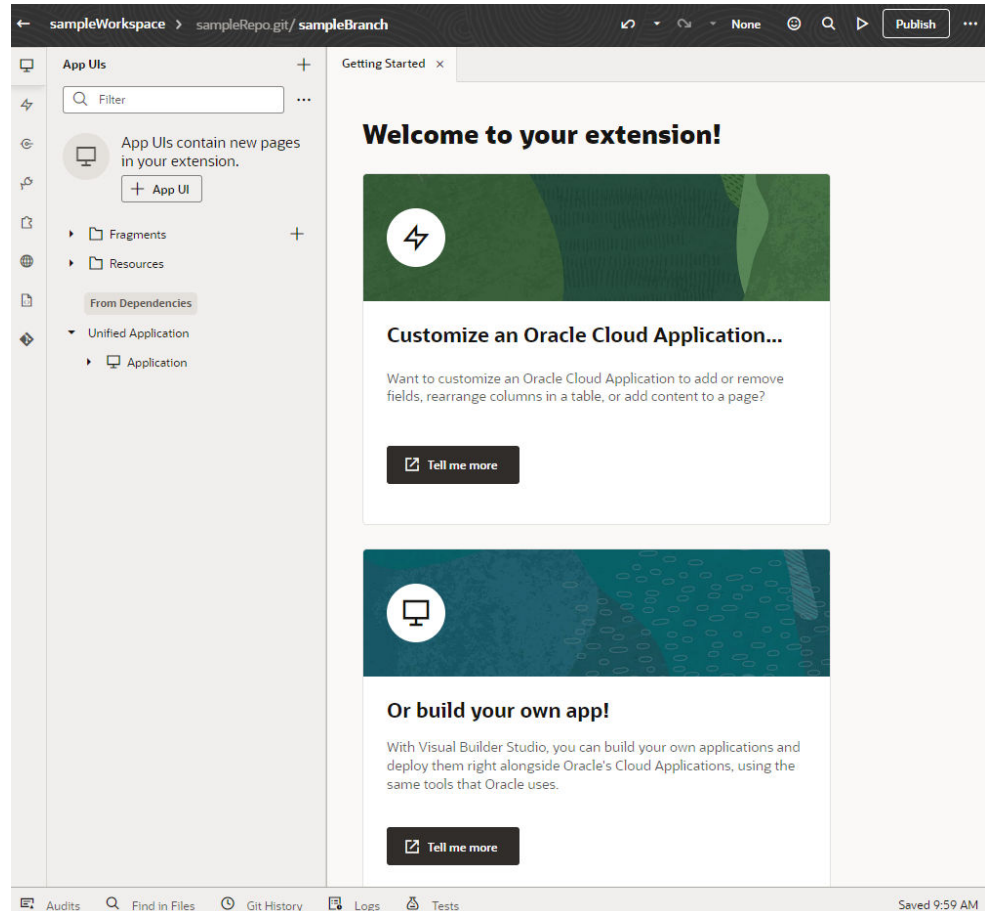 sampleWorkspace > sampleRepo.git/ sampleBranch
None
Publish
App UIs
Getting Started
Filter
App UIs contain new pages
in your extension.
+ App UI
Fragments
Resources
From Dependencies
Unified Application
Application
Welcome to your extension!
Customize an Oracle Cloud Application...
Want to customize an Oracle Cloud Application to add or remove
fields, rearrange columns in a table, or add content to a page?
Tell me more
Or build your own app!
With Visual Builder Studio, you can build your own applications and
deploy them right alongside Oracle's Cloud Applications, using the
same tools that Oracle uses.
Tell me more
Audits Find in Files Git History Logs Tests Saved 9:59 AM